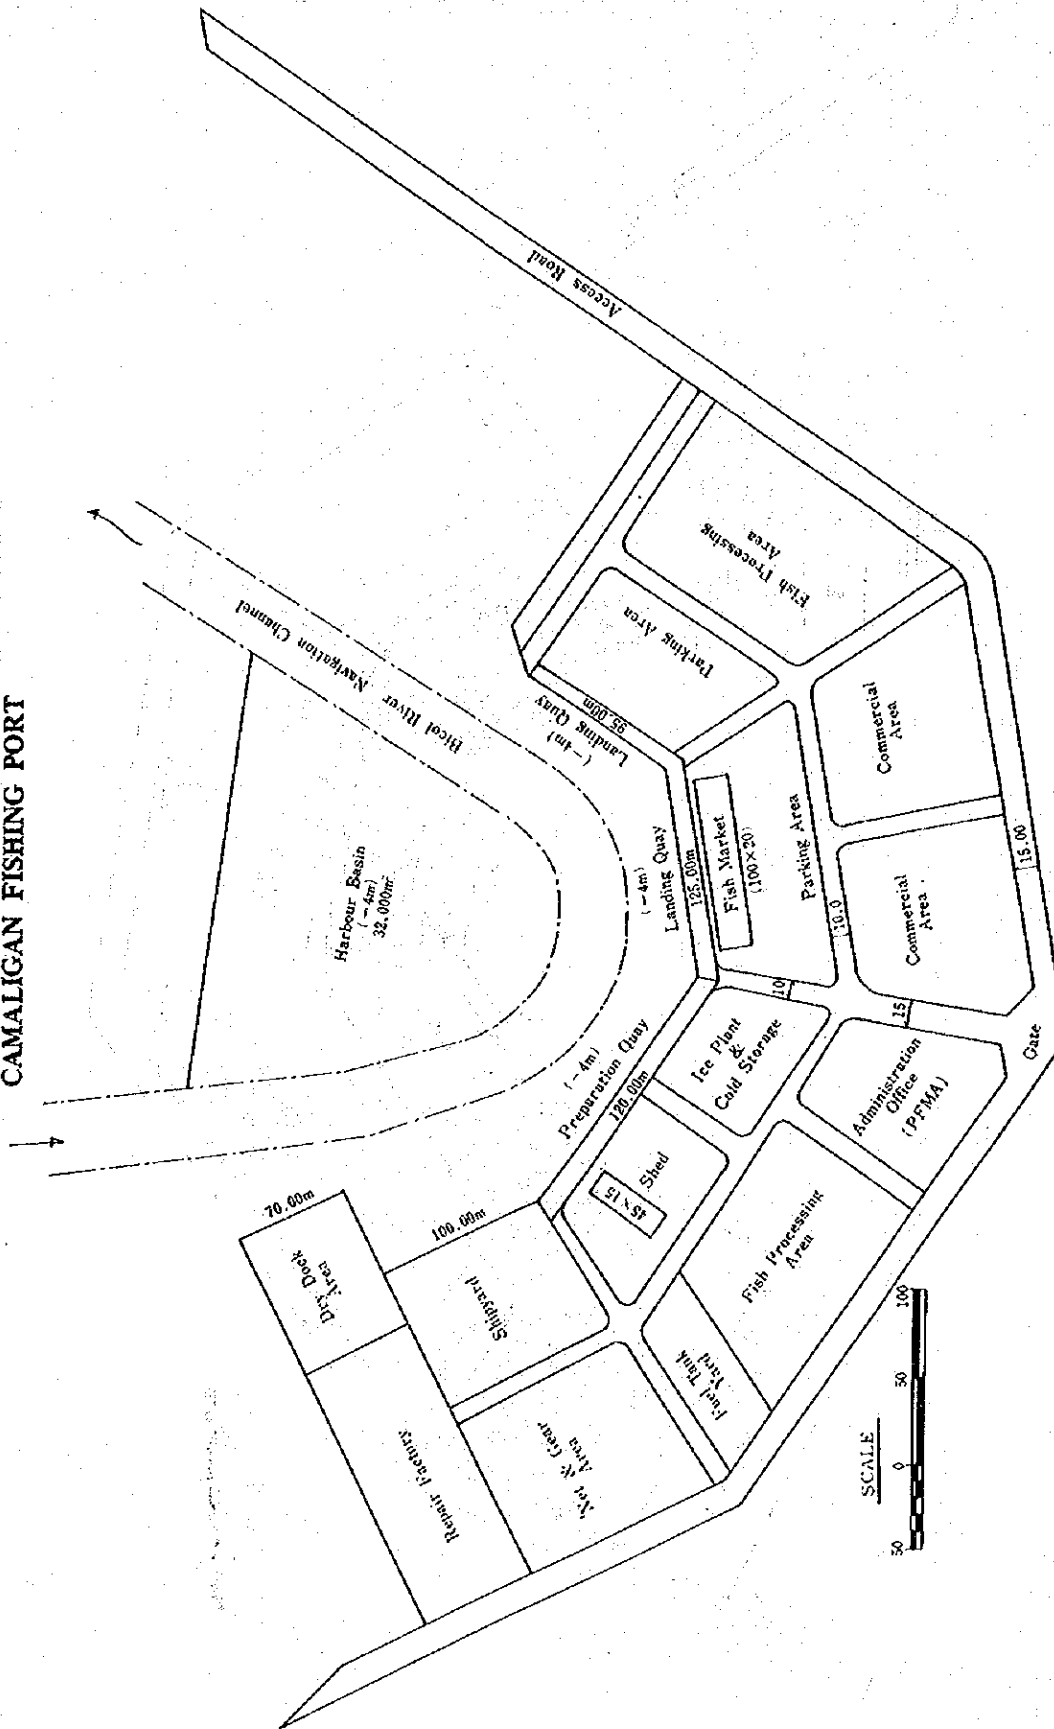 CAMALIGAN FISHING PORT
Access Road
Bicol River Navigation Channel
Harbour Basin
(-4m)
32.000m²
Fish Processing
Area
Parking Area
95.00m
Landing Quay
(-4m)
(-4m)
Landing Quay
125.00m
Fish Market
(100×20)
Parking Area
10.0
Commercial
Area
Commercial
Area
15.00
10
15
Gate
(-4m)
Preparation Quay
120.00m
Ice Plant
&
Cold Storage
Administration
Office
(PFMA)
Shed
45×15
Fish Processing
Area
Fuel Tank
Yard
70.00m
Dry Dock
Area
100.00m
Shipyard
Repair Factory
Net & Gear
Area
SCALE
50
0
50
100